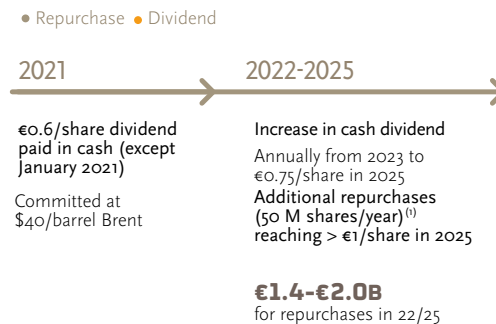 Repurchase Dividend
2021
€0.6/share dividend
paid in cash (except
January 2021)
Committed at
$40/barrel Brent
2022-2025
Increase in cash dividend
Annually from 2023 to
€0.75/share in 2025
Additional repurchases
(50 M shares/year)(1)
reaching > €1/share in 2025
€1.4-€2.0B
for repurchases in 22/25